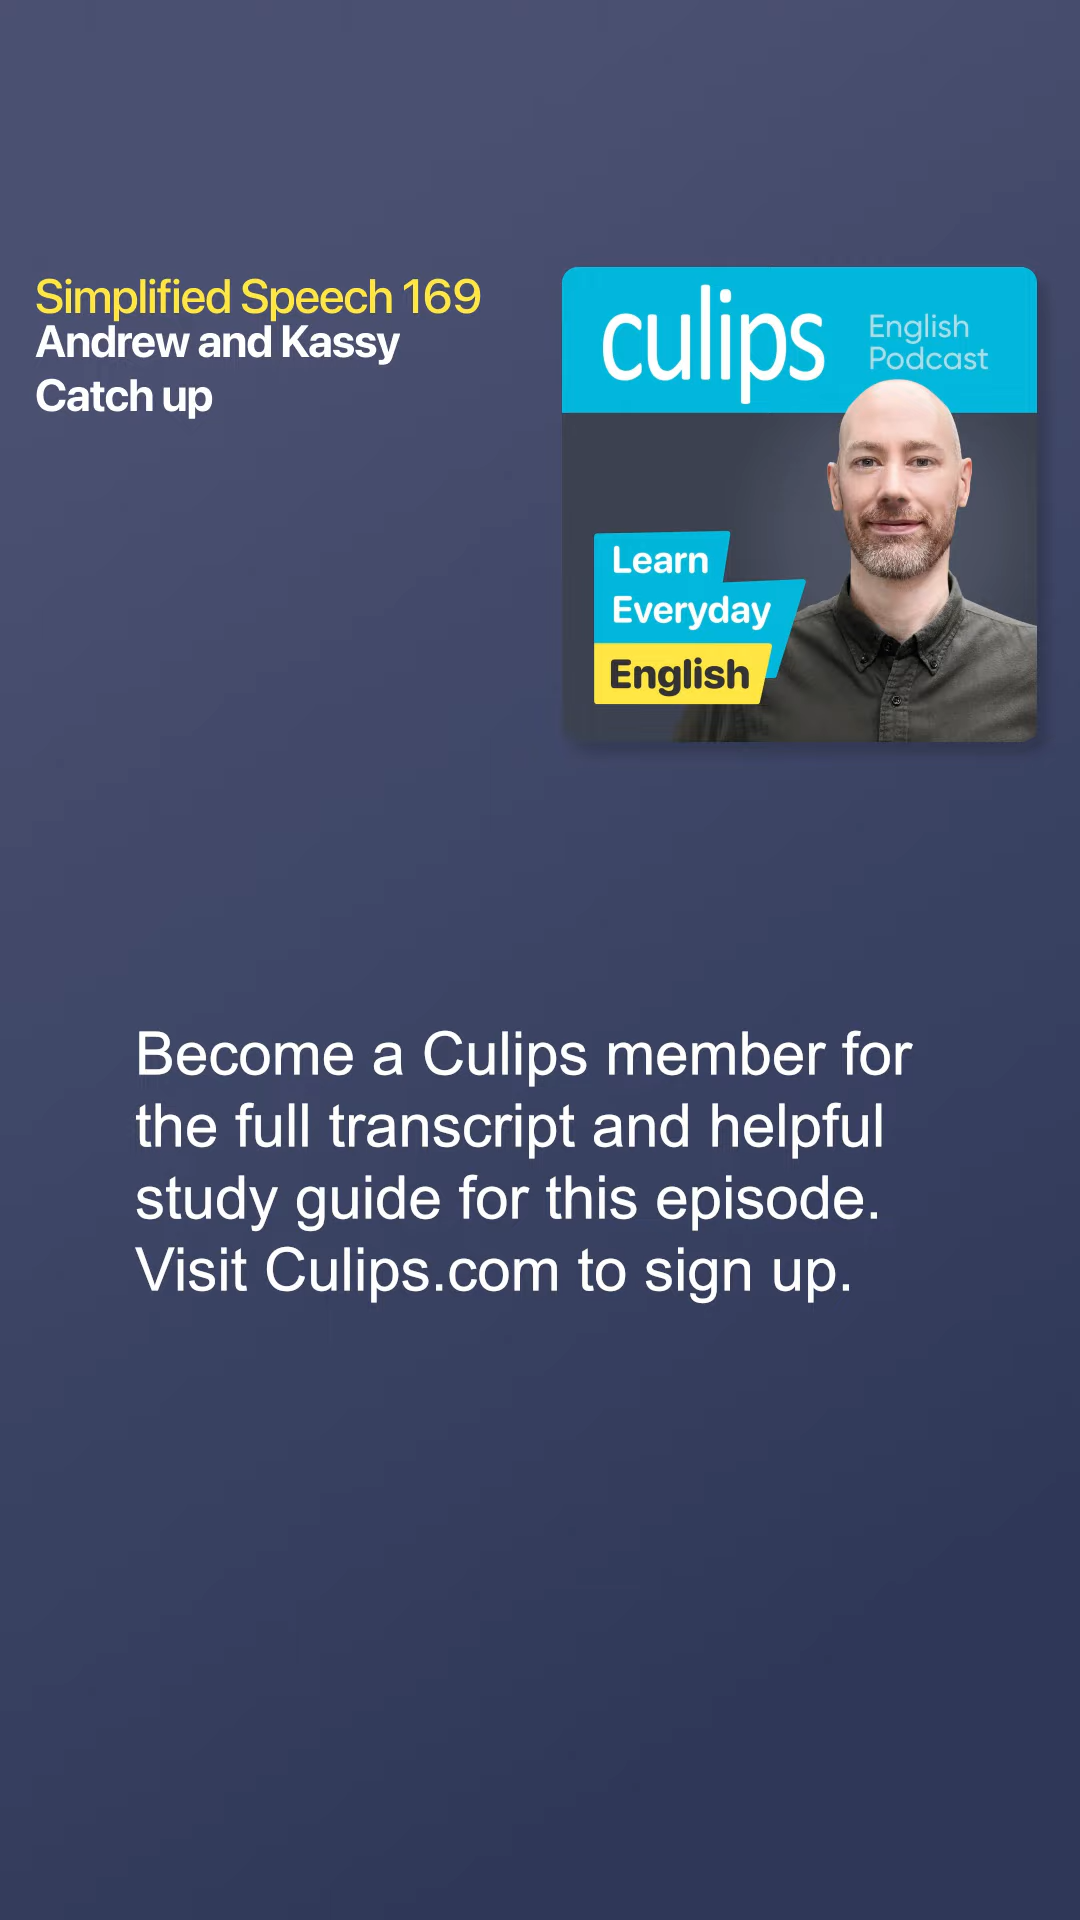 Simplified Speech 169
Andrew and Kassy
Catch up
culips
English
Podcast
Learn
Everyday
English
Become a Culips member for
the full transcript and helpful
study guide for this episode.
Visit Culips.com to sign up.